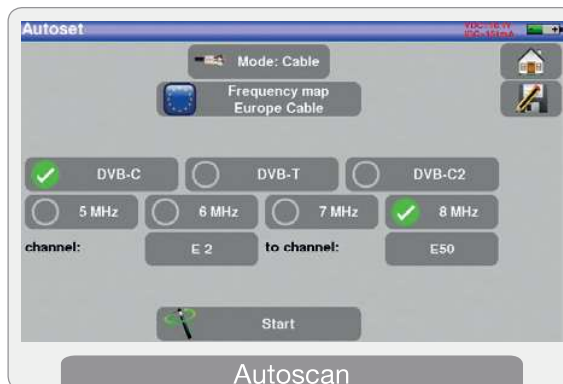 Autoset
Mode: Cable
Frequency map
Europe Cable
DVB-C DVB-T DVB-C2
5 MHz 6 MHz 7 MHz 8 MHz
channel: E 2 to channel: E50
Start
Autoscan